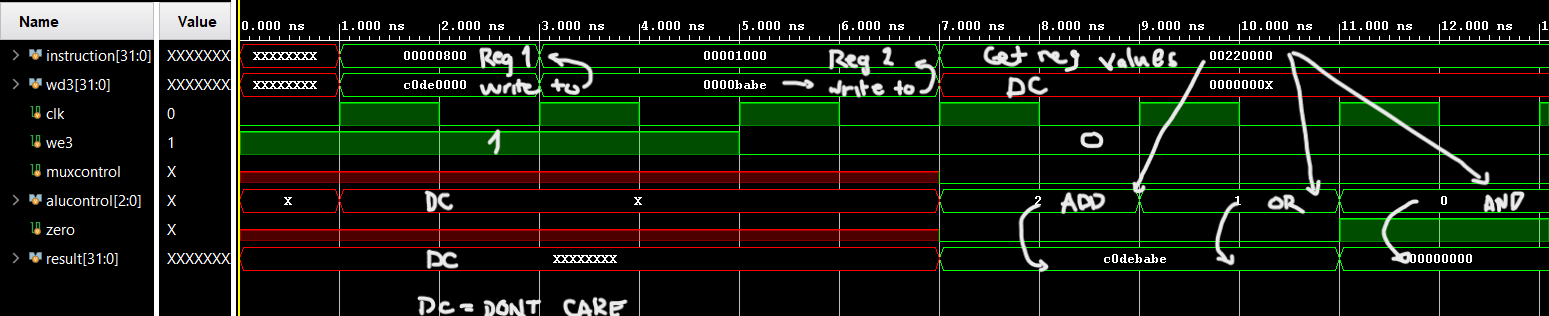 Name Value 0.000 ns 1.000 ns 2.000 ns 3.000 ns 4.000 ns 5.000 ns 6.000 ns 7.000 ns 8.000 ns 9.000 ns 10.000 ns 11.000 ns 12.000 ns
instruction[31:0] XXXXXXXX XXXXXXXX 00000800 Reg 1 00001000 Reg 2 Get reg values 00220000
wd3[31:0] XXXXXXXX XXXXXXXX c0de0000 write to 0000babe write to DC 0000000X
clk 0
we3 1 1 0
muxcontrol X
alucontrol[2:0] X X DC X 2 ADD 1 OR 0 AND
zero X
result[31:0] XXXXXXXX DC XXXXXXXX c0debabe 00000000
DC = DONT CARE